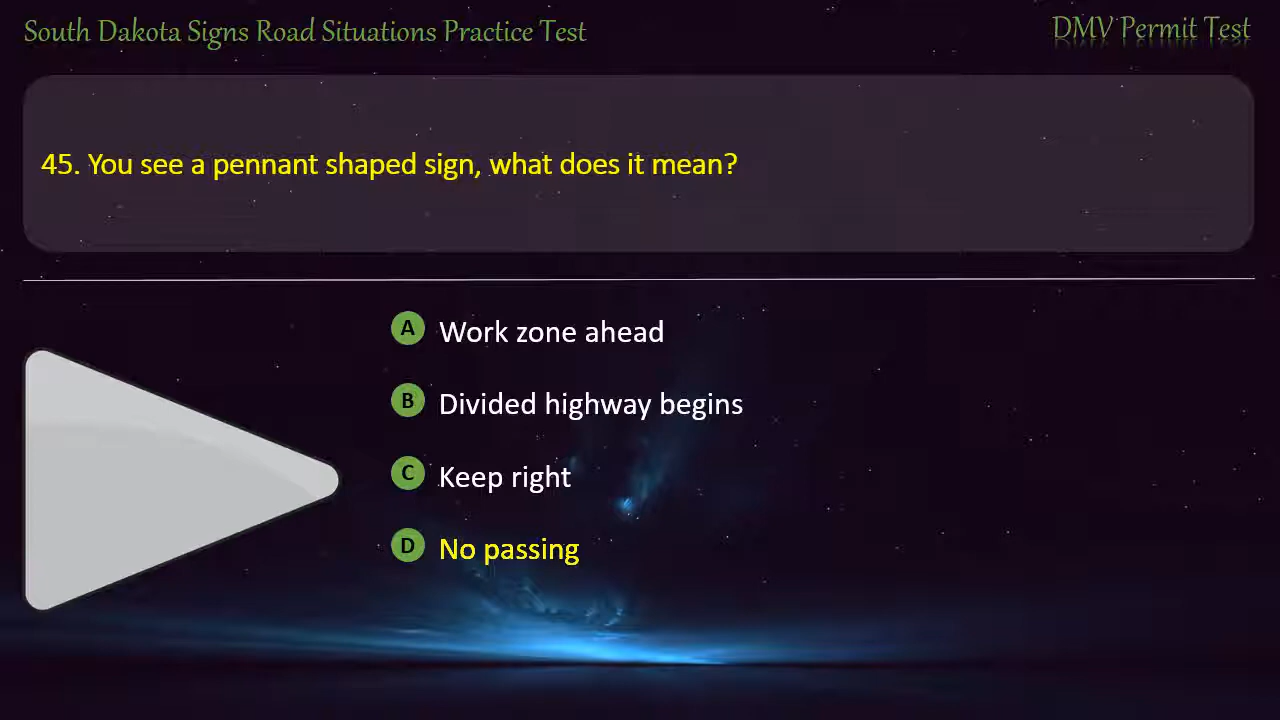 South Dakota Signs Road Situations Practice Test
DMV Permit Test
45. You see a pennant shaped sign, what does it mean?
A Work zone ahead
B Divided highway begins
C Keep right
D No passing